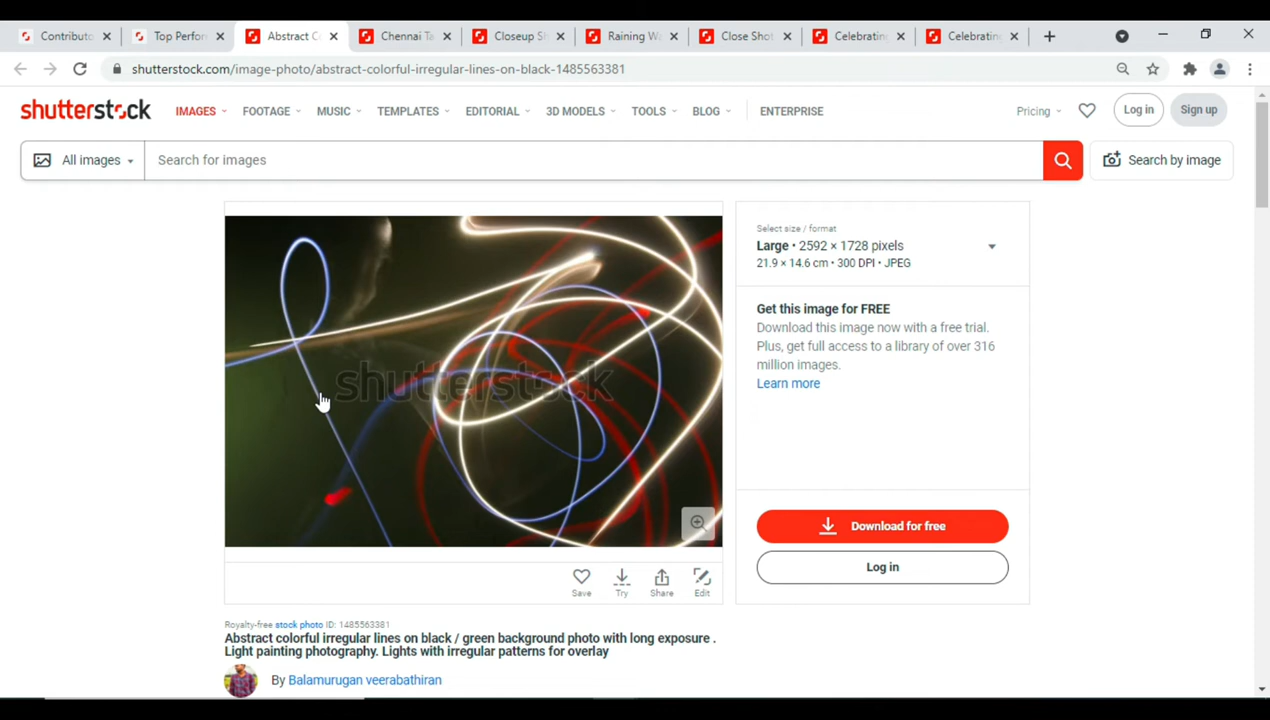 Contributo
Top Perfor
Abstract C
Chennai Ta
Closeup Sh
Raining Wa
Close Shot
Celebrating
Celebrating
shutterstock.com/image-photo/abstract-colorful-irregular-lines-on-black-1485563381
shutterstock
IMAGES
FOOTAGE
MUSIC
TEMPLATES
EDITORIAL
3D MODELS
TOOLS
BLOG
ENTERPRISE
Pricing
Log in
Sign up
All images
Search for images
Search by image
shutterstock
Select size / format
Large • 2592 × 1728 pixels
21.9 × 14.6 cm • 300 DPI • JPEG
Get this image for FREE
Download this image now with a free trial.
Plus, get full access to a library of over 316
million images.
Learn more
Download for free
Log in
Save
Try
Share
Edit
Royalty-free stock photo ID: 1485563381
Abstract colorful irregular lines on black / green background photo with long exposure .
Light painting photography. Lights with irregular patterns for overlay
By Balamurugan veerabathiran